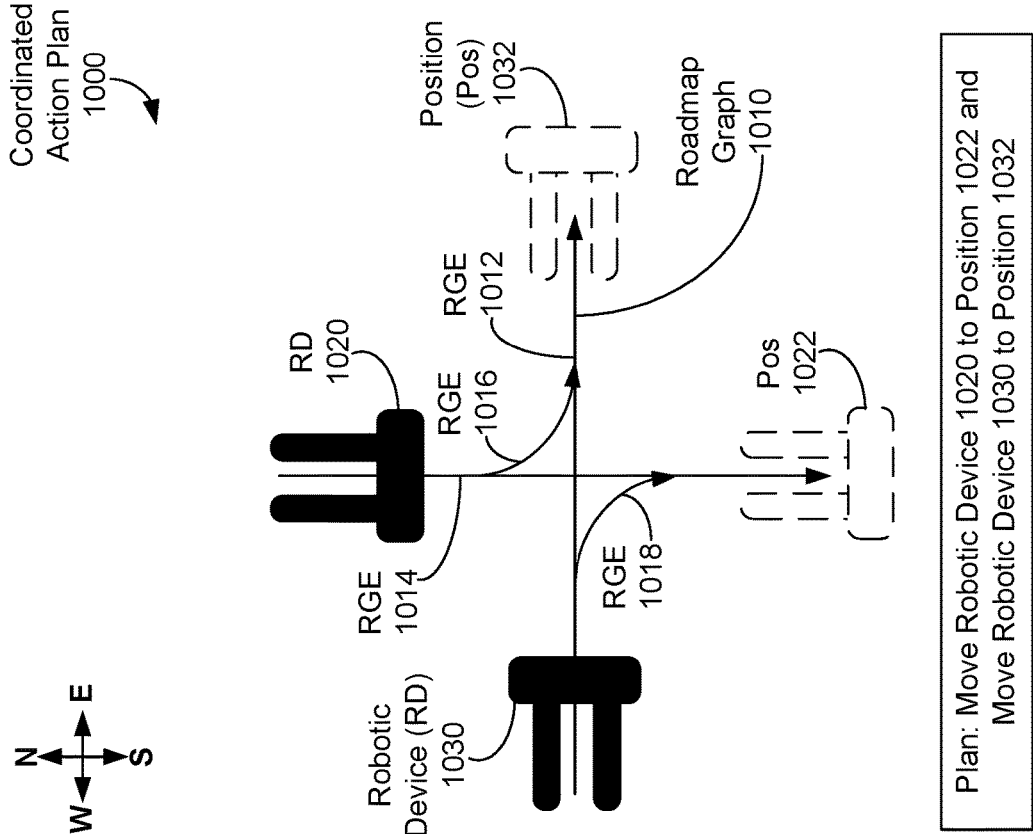 Coordinated
Action Plan
1000
N
W
E
S
RD
1020
Position
(Pos)
1032
RGE
1016
RGE
1012
RGE
1014
Roadmap
Graph
1010
Robotic
Device (RD)
1030
RGE
1018
Pos
1022
Plan: Move Robotic Device 1020 to Position 1022 and
Move Robotic Device 1030 to Position 1032